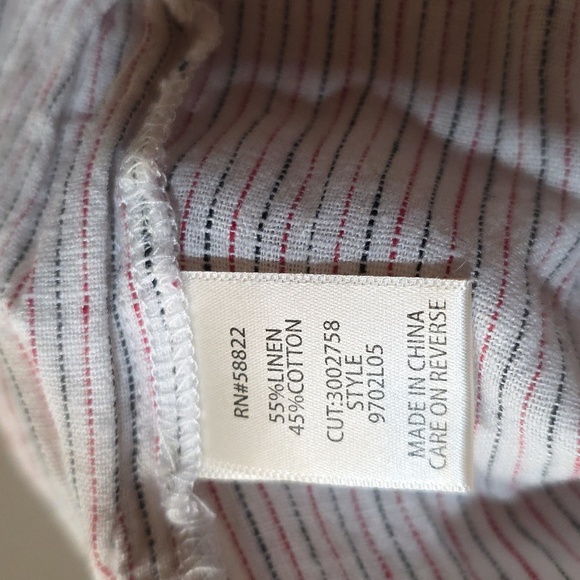 RN#58822
55%LINEN
45%COTTON
CUT:3002758
STYLE
9702L05
MADE IN CHINA
CARE ON REVERSE